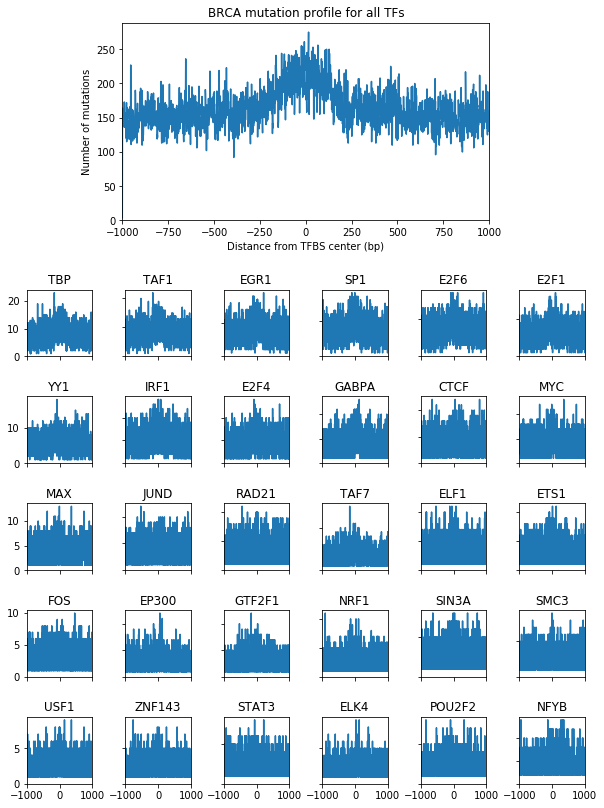 BRCA mutation profile for all TFs
Number of mutations
250
200
150
100
50
0
-1000 -750 -500 -250 0 250 500 750 1000
Distance from TFBS center (bp)
TBP TAF1 EGR1 SP1 E2F6 E2F1
20
10
0
YY1 IRF1 E2F4 GABPA CTCF MYC
10
0
MAX JUND RAD21 TAF7 ELF1 ETS1
10
5
0
FOS EP300 GTF2F1 NRF1 SIN3A SMC3
10
5
0
USF1 ZNF143 STAT3 ELK4 POU2F2 NFYB
5
0
-1000 0 1000 -1000 0 1000 -1000 0 1000 -1000 0 1000 -1000 0 1000 -1000 0 1000